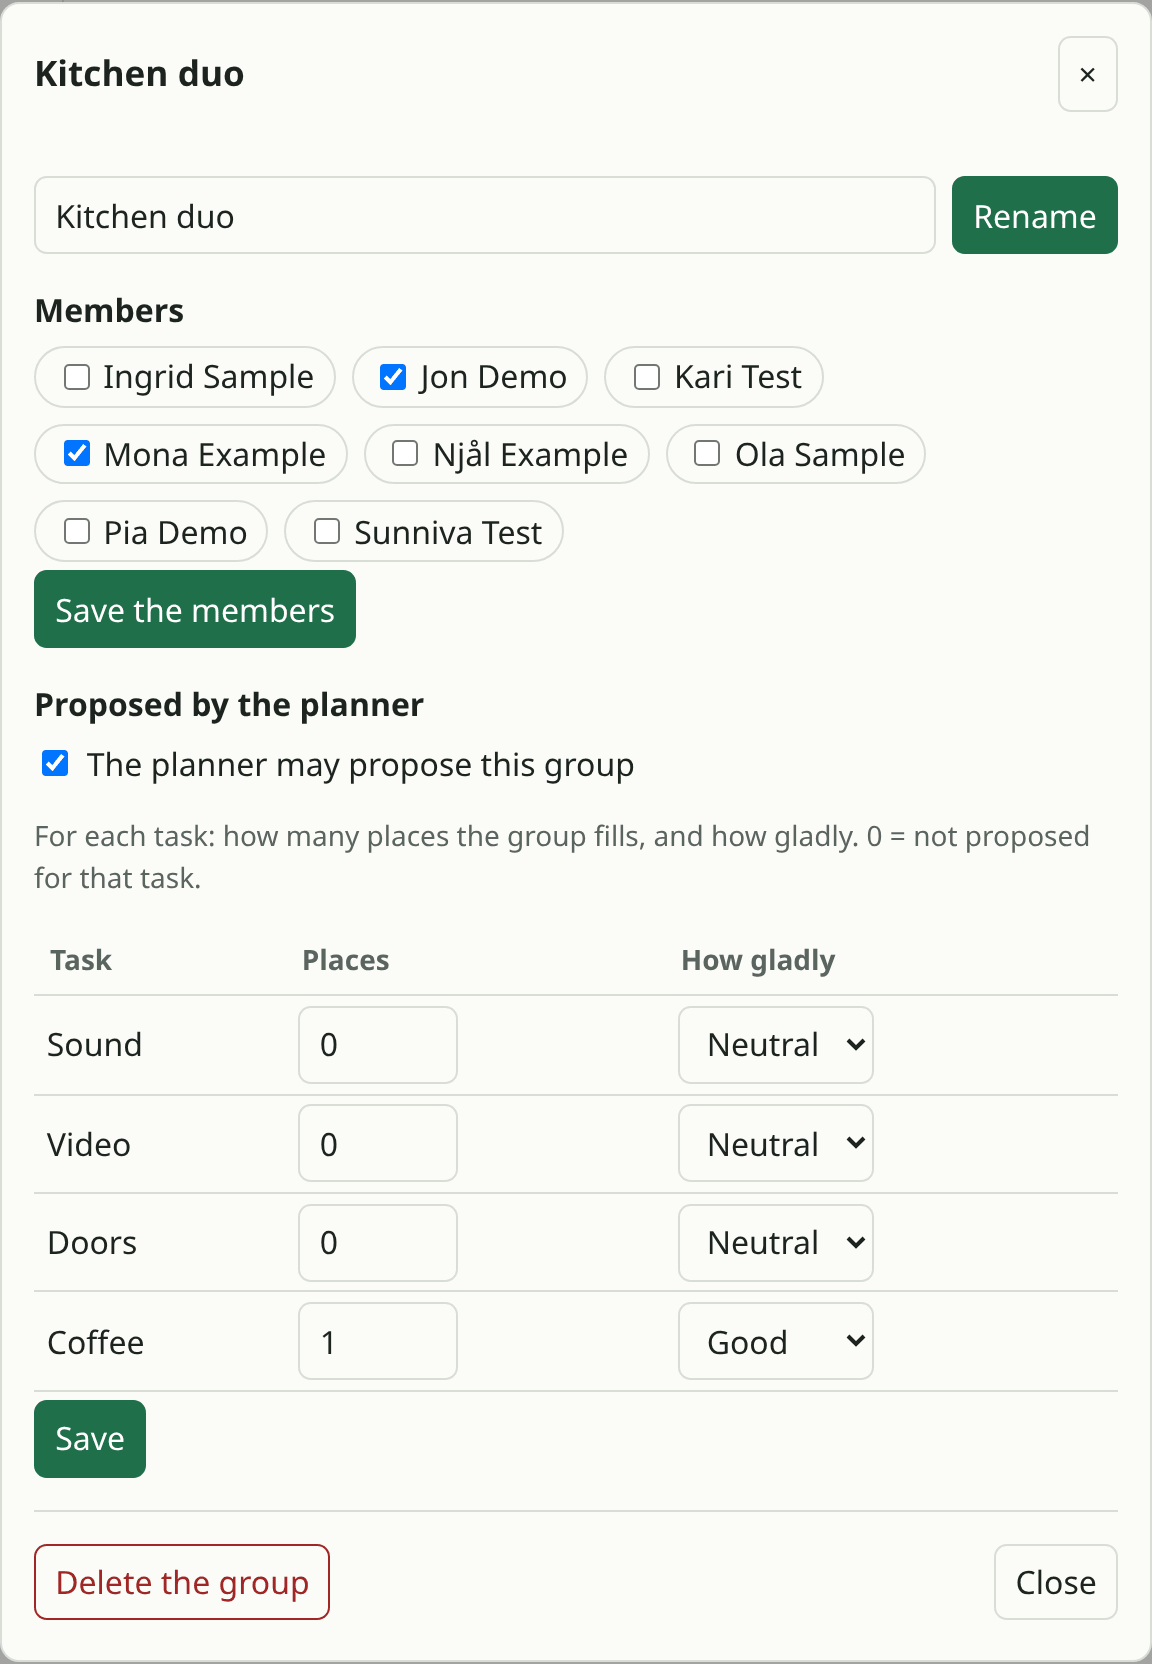 Kitchen duo
×
Kitchen duo
Rename
Members
Ingrid Sample
Jon Demo
Kari Test
Mona Example
Njål Example
Ola Sample
Pia Demo
Sunniva Test
Save the members
Proposed by the planner
The planner may propose this group
For each task: how many places the group fills, and how gladly. 0 = not proposed
for that task.
Task Places How gladly
Sound 0 Neutral
Video 0 Neutral
Doors 0 Neutral
Coffee 1 Good
Save
Delete the group
Close